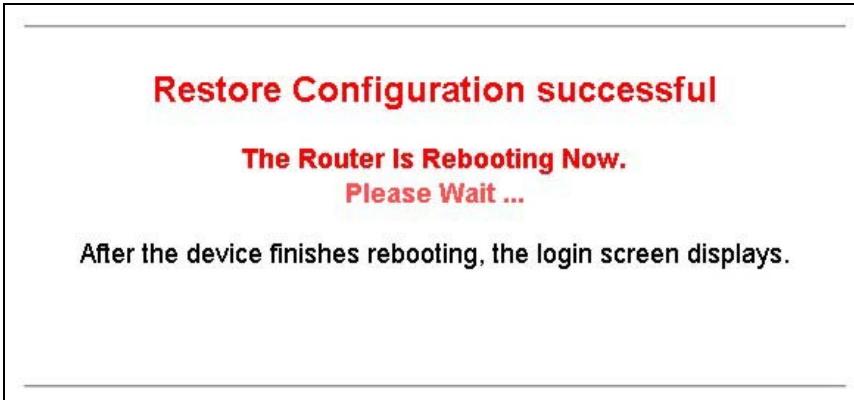 Restore Configuration successful
The Router Is Rebooting Now.
Please Wait ...
After the device finishes rebooting, the login screen displays.